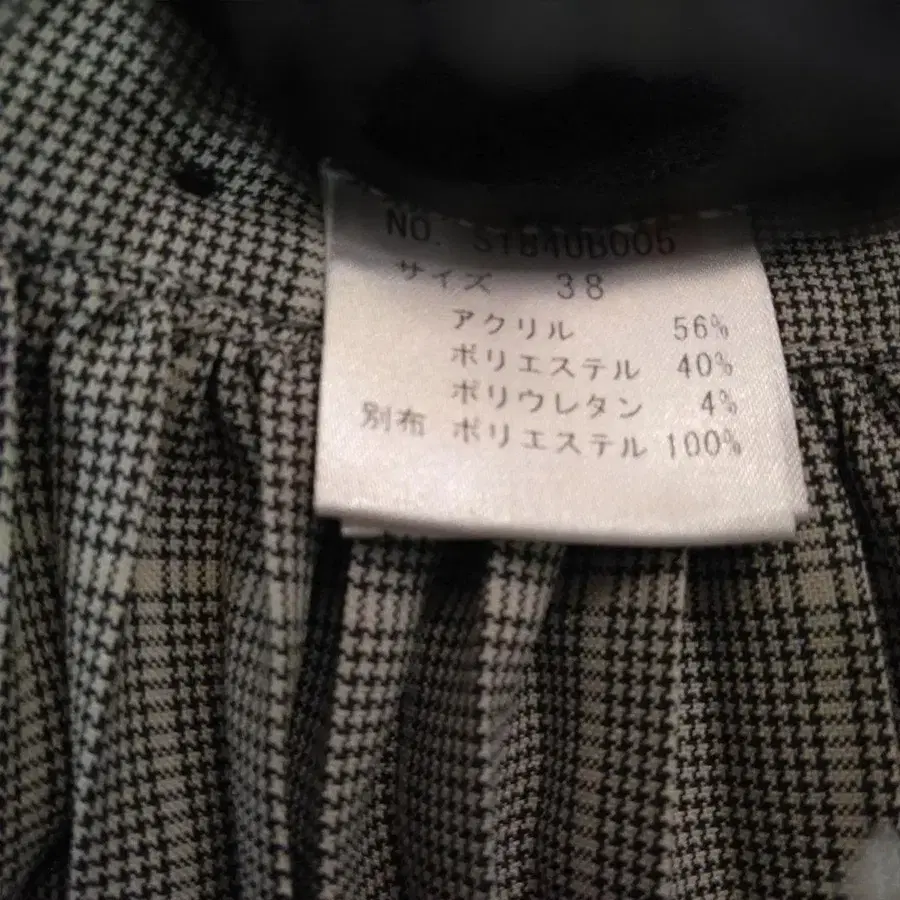 NO. S1B40B005
サイズ 38
アクリル 56%
ポリエステル 40%
ポリウレタン 4%
別布 ポリエステル 100%